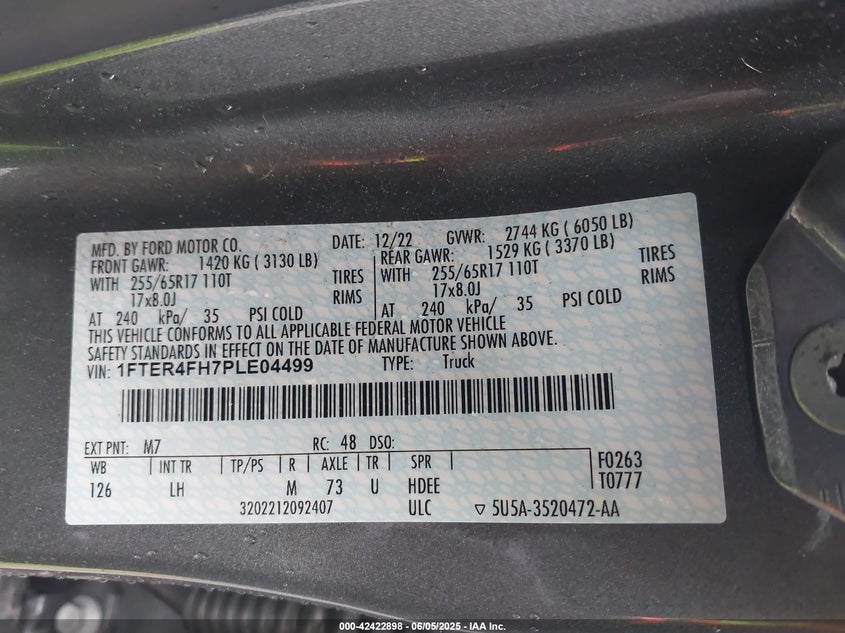 MFD. BY FORD MOTOR CO. DATE: 12/22 GVWR: 2744 KG ( 6050 LB)
FRONT GAWR: 1420 KG ( 3130 LB) REAR GAWR: 1529 KG ( 3370 LB)
WITH 255/65R17 110T TIRES WITH 255/65R17 110T TIRES
17x8.0J RIMS 17x8.0J RIMS
AT 240 kPa/ 35 PSI COLD AT 240 kPa/ 35 PSI COLD
THIS VEHICLE CONFORMS TO ALL APPLICABLE FEDERAL MOTOR VEHICLE
SAFETY STANDARDS IN EFFECT ON THE DATE OF MANUFACTURE SHOWN ABOVE.
VIN: 1FTER4FH7PLE04499 TYPE: Truck
EXT PNT: M7 RC: 48 DSO:
WB INT TR TP/PS R AXLE TR SPR F0263
126 LH M 73 U HDEE T0777
3202212092407 ULC ▽ 5U5A-3520472-AA
000-42422898 - 06/05/2025 - IAA Inc.